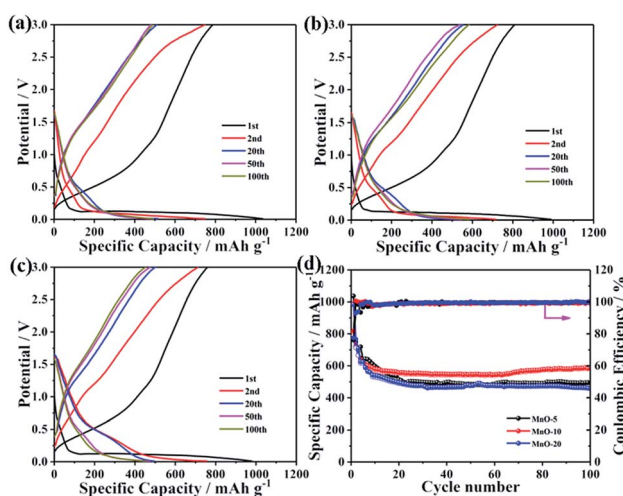 (a)
3.0
2.5
2.0
1.5
1.0
0.5
0.0
Potential / V
1st
2nd
20th
50th
100th
0 200 400 600 800 1000 1200
Specific Capacity / mAh g-1
(b)
3.0
2.5
2.0
1.5
1.0
0.5
0.0
Potential / V
1st
2nd
20th
50th
100th
0 200 400 600 800 1000 1200
Specific Capacity / mAh g-1
(c)
3.0
2.5
2.0
1.5
1.0
0.5
0.0
Potential / V
1st
2nd
20th
50th
100th
0 200 400 600 800 1000 1200
Specific Capacity / mAh g-1
(d)
1200
1000
800
600
400
200
0
Specific Capacity / mAh g-1
MnO-5
MnO-10
MnO-20
120
100
80
60
40
20
0
Coulombic Efficiency / %
0 20 40 60 80 100
Cycle number